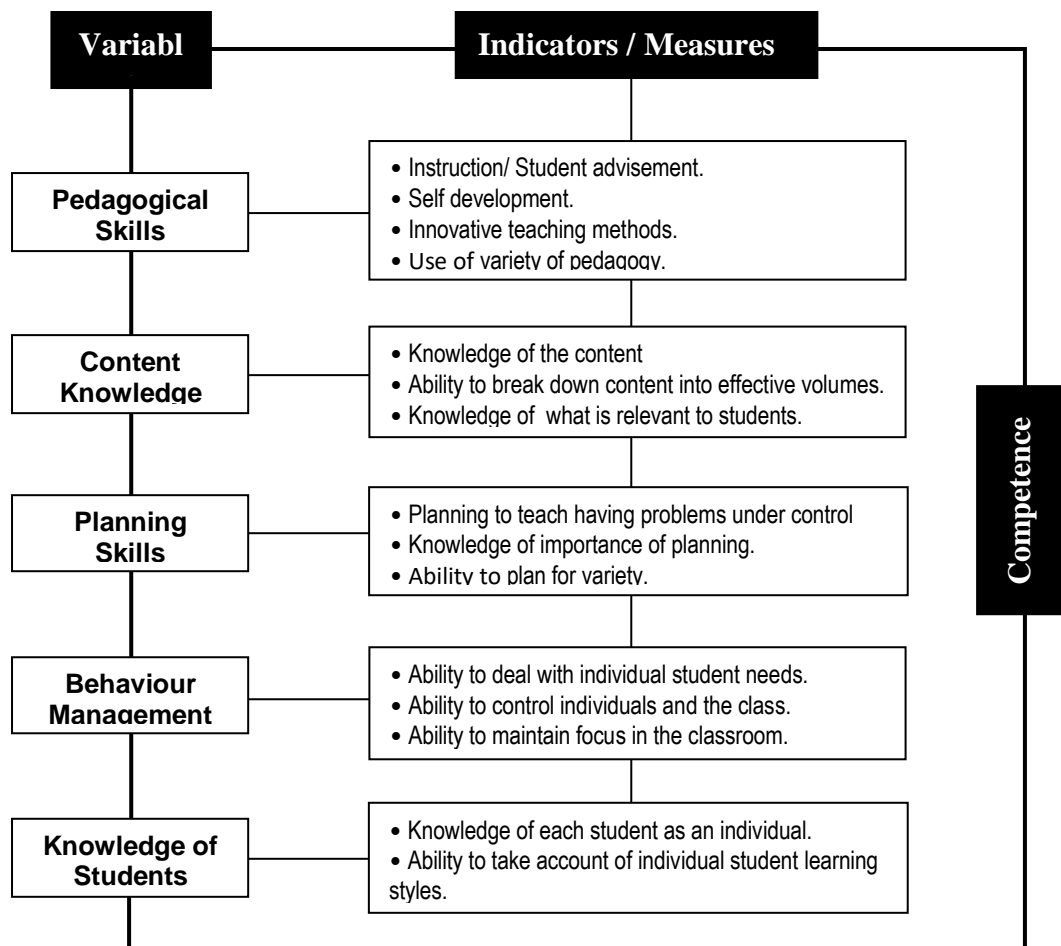 Variabl
Indicators / Measures
Pedagogical
Skills
• Instruction/ Student advisement.
• Self development.
• Innovative teaching methods.
• Use of variety of pedagogy.
Content
Knowledge
• Knowledge of the content
• Ability to break down content into effective volumes.
• Knowledge of what is relevant to students.
Planning
Skills
• Planning to teach having problems under control
• Knowledge of importance of planning.
• Ability to plan for variety.
Behaviour
Management
• Ability to deal with individual student needs.
• Ability to control individuals and the class.
• Ability to maintain focus in the classroom.
Knowledge of
Students
• Knowledge of each student as an individual.
• Ability to take account of individual student learning
styles.
Competence